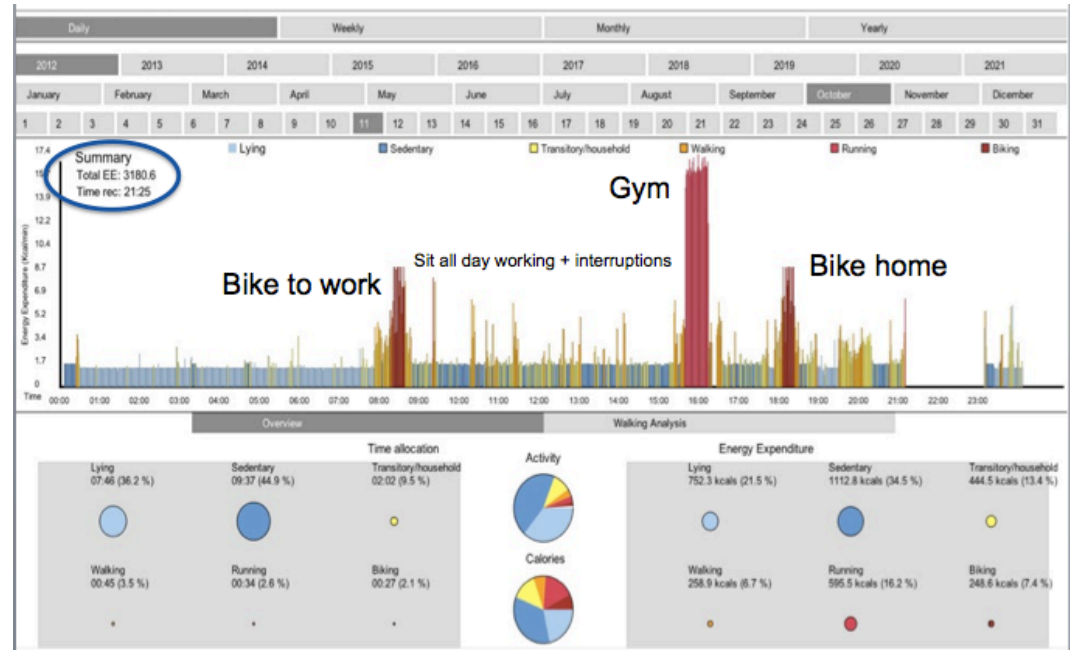 Daily Weekly Monthly Yearly
2012 2013 2014 2015 2016 2017 2018 2019 2020 2021
January February March April May June July August September October November Dicember
1 2 3 4 5 6 7 8 9 10 11 12 13 14 15 16 17 18 19 20 21 22 23 24 25 26 27 28 29 30 31
Lying Sedentary Transitory/household Walking Running Biking
Summary
Total EE: 3180.6
Time rec: 21:25
Energy Expenditure (Kcal/min)
17.4
13.9
12.2
10.4
8.7
6.9
5.2
3.4
1.7
0
Gym
Sit all day working + interruptions
Bike to work
Bike home
Time 00:00 01:00 02:00 03:00 04:00 05:00 06:00 07:00 08:00 09:00 10:00 11:00 12:00 13:00 14:00 15:00 16:00 17:00 18:00 19:00 20:00 21:00 22:00 23:00
Overview Walking Analysis
Time allocation
Lying
07:46 (36.2 %)
Sedentary
09:37 (44.9 %)
Transitory/household
02:02 (9.5 %)
Walking
00:45 (3.5 %)
Running
00:34 (2.6 %)
Biking
00:27 (2.1 %)
Activity
Calories
Energy Expenditure
Lying
752.3 kcals (21.5 %)
Sedentary
1112.8 kcals (34.5 %)
Transitory/household
444.5 kcals (13.4 %)
Walking
258.9 kcals (6.7 %)
Running
595.5 kcals (16.2 %)
Biking
248.6 kcals (7.4 %)